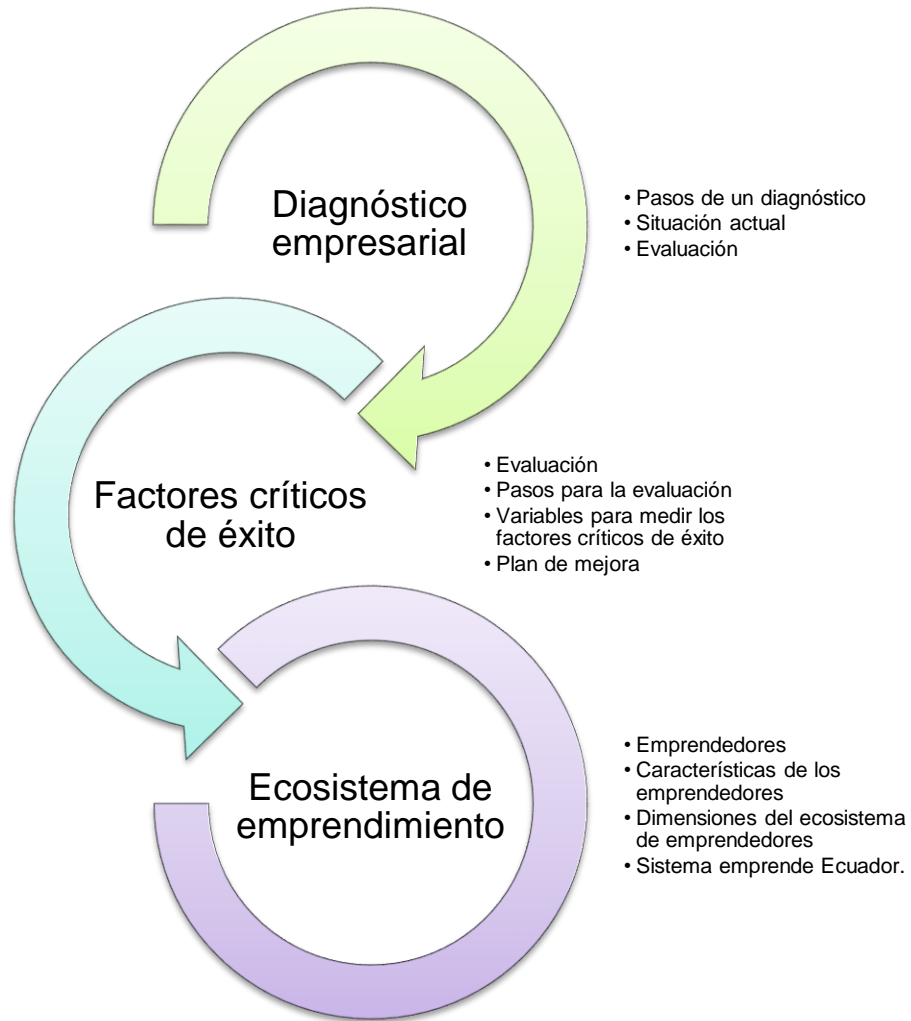 Diagnóstico
empresarial
• Pasos de un diagnóstico
• Situación actual
• Evaluación
Factores críticos
de éxito
• Evaluación
• Pasos para la evaluación
• Variables para medir los
factores críticos de éxito
• Plan de mejora
Ecosistema de
emprendimiento
• Emprendedores
• Características de los
emprendedores
• Dimensiones del ecosistema
de emprendedores
• Sistema emprende Ecuador.